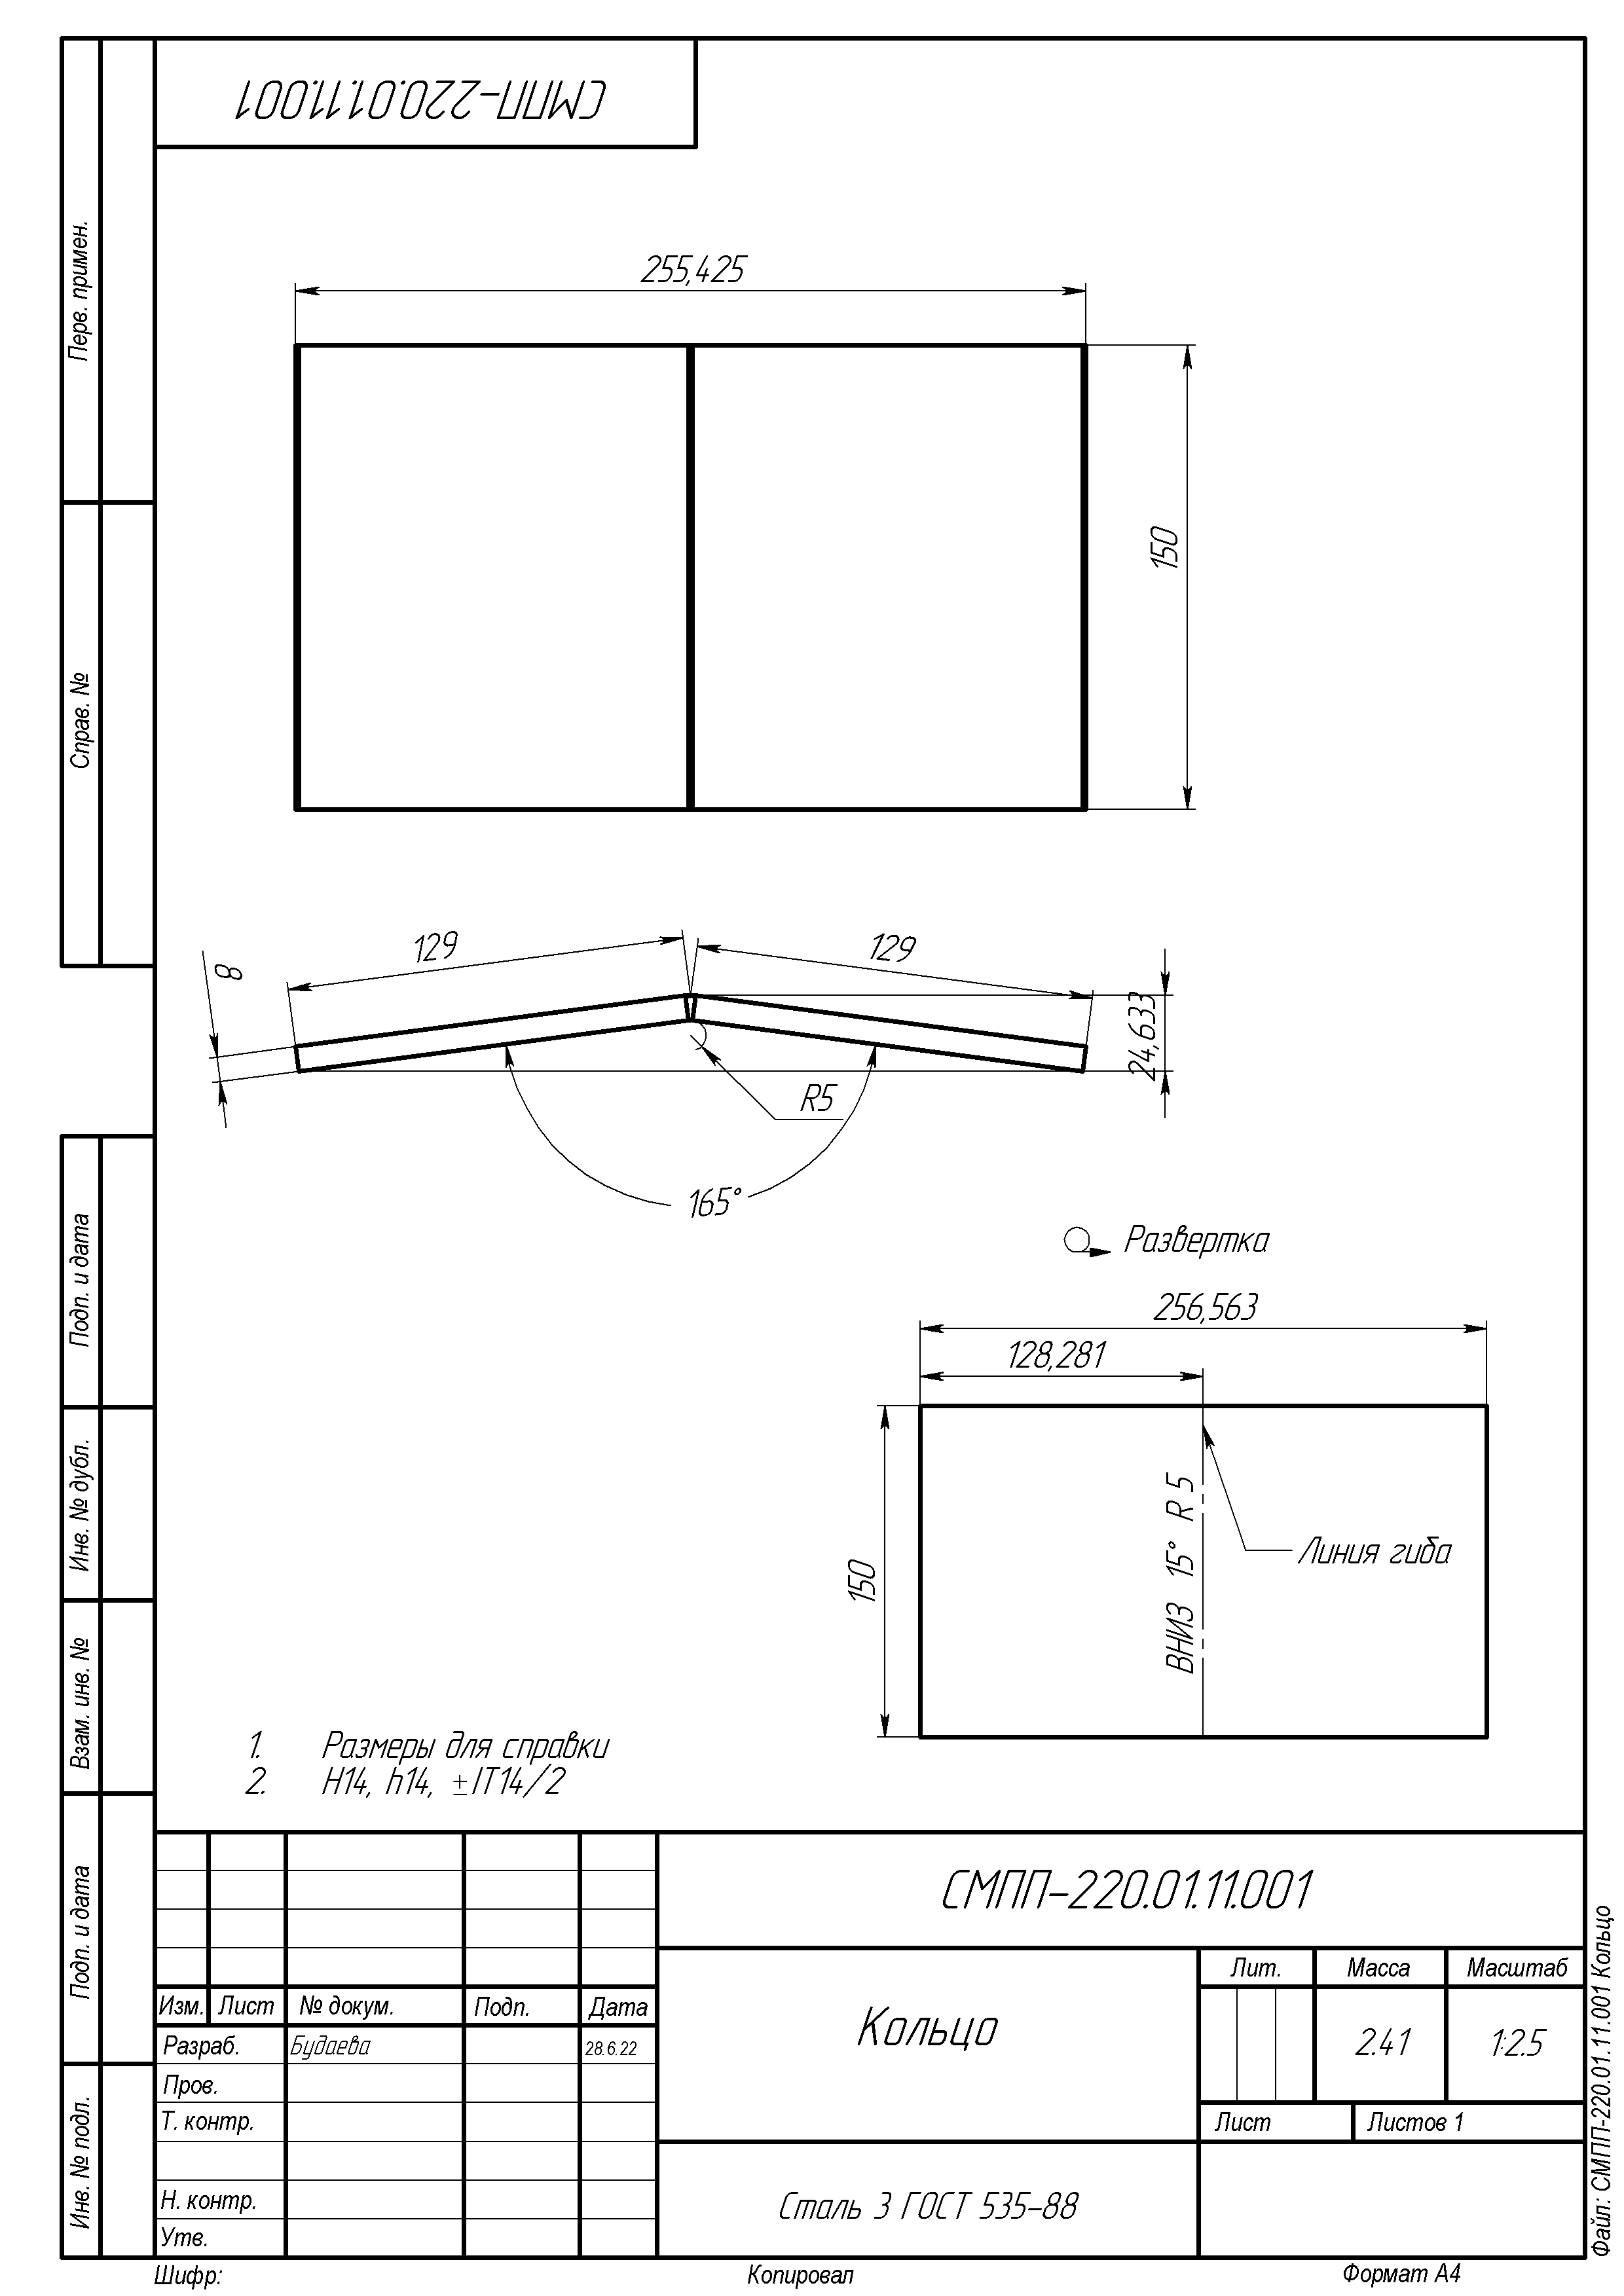 СМПП-220.01.11.001
Перв. примен.
Справ. №
255,425
150
129
129
8
24,633
R5
165°
Развертка
256,563
128,281
150
ВНИЗ 15° R 5
Линия гиба
1. Размеры для справки
2. H14, h14, ±IT14/2
Подп. и дата
Инв. № дубл.
Взам. инв. №
Подп. и дата
Инв. № подл.
СМПП-220.01.11.001
Изм. Лист № докум. Подп. Дата
Разраб. Будаева 28.6.22
Пров.
Т. контр.
Н. контр.
Утв.
Кольцо
Лит. Масса Масштаб
2.41 1:2.5
Лист Листов 1
Сталь 3 ГОСТ 535-88
Шифр: Копировал Формат А4
Файл: СМПП-220.01.11.001 Кольцо